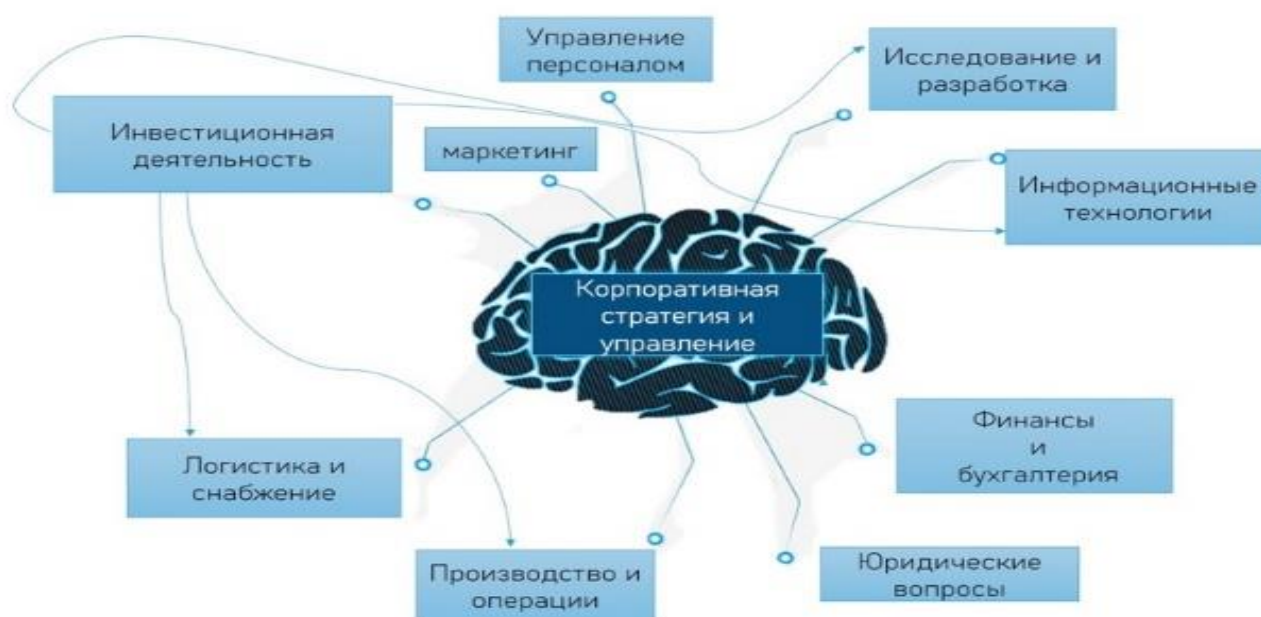 Управление
персоналом
Исследование и
разработка
Инвестиционная
деятельность
маркетинг
Информационные
технологии
Корпоративная
стратегия и
управление
Финансы
и
бухгалтерия
Логистика и
снабжение
Производство и
операции
Юридические
вопросы